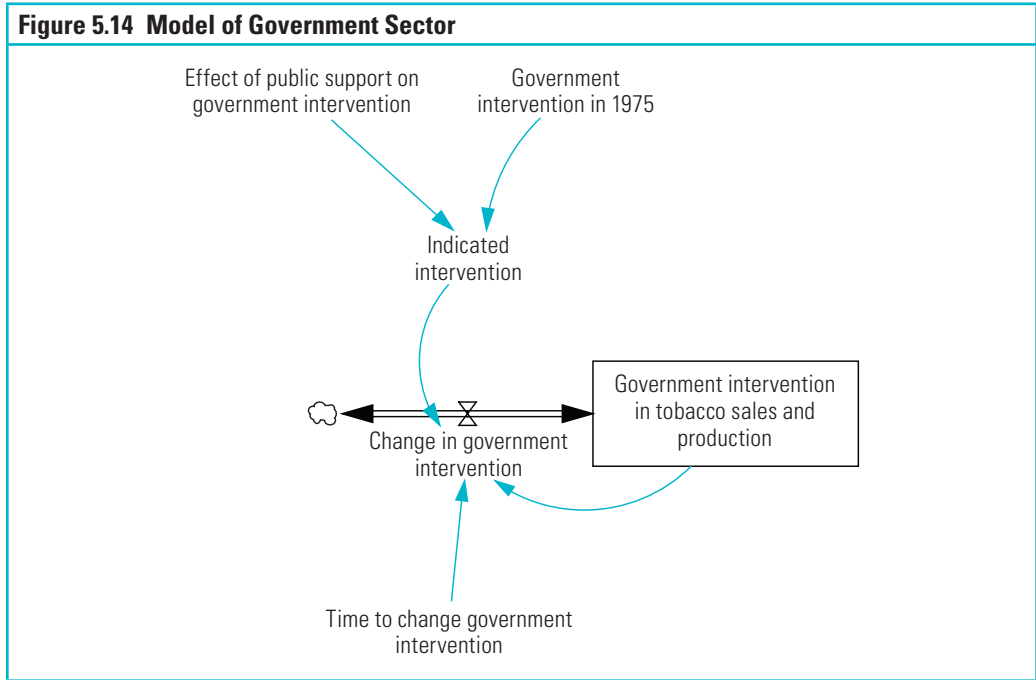 Figure 5.14 Model of Government Sector
Effect of public support on
government intervention
Government
intervention in 1975
Indicated
intervention
Government intervention
in tobacco sales and
production
Change in government
intervention
Time to change government
intervention